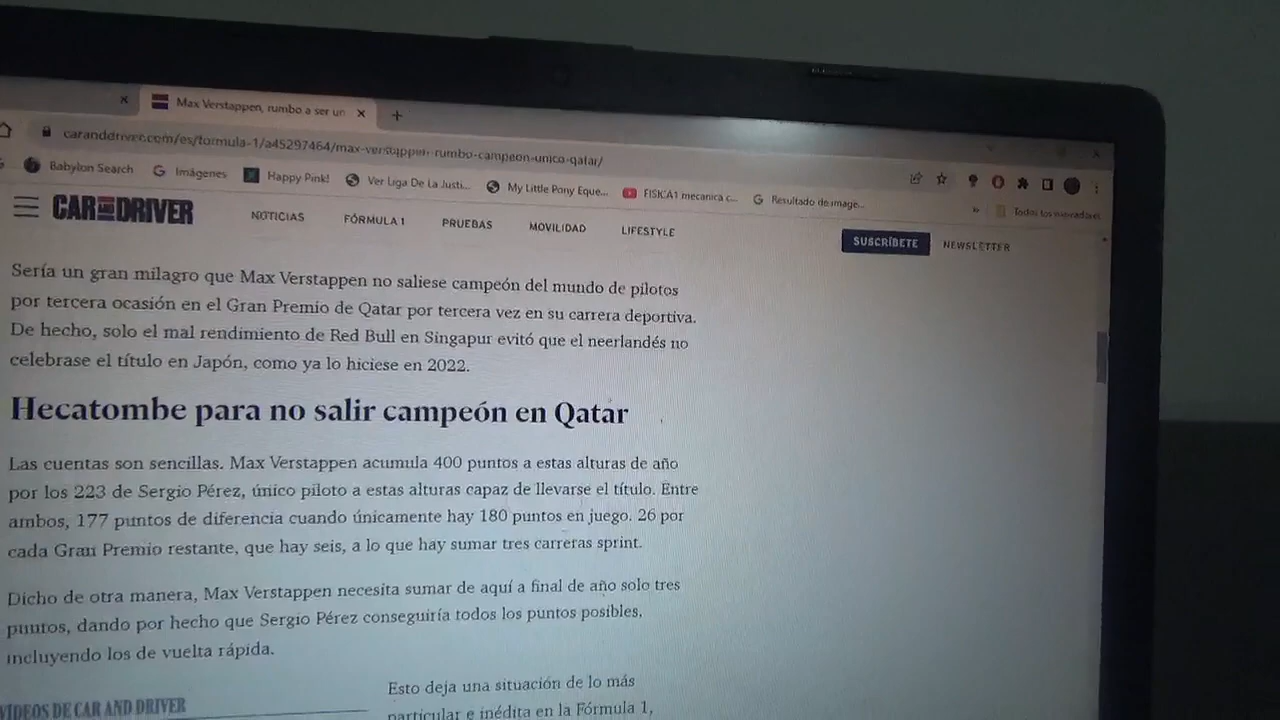 Max Verstappen, rumbo a ser un
caranddriver.com/es/formula-1/a45297464/max-verstappen-rumbo-campeon-unico-qatar/
Babylon Search
Imágenes
Happy Pink!
Ver Liga De La Justi...
My Little Pony Eque...
FISICA1 mecanica c...
Resultado de image...
Todos los marcadores
CAR AND DRIVER
NOTICIAS
FÓRMULA 1
PRUEBAS
MOVILIDAD
LIFESTYLE
SUSCRÍBETE
NEWSLETTER
Sería un gran milagro que Max Verstappen no saliese campeón del mundo de pilotos
por tercera ocasión en el Gran Premio de Qatar por tercera vez en su carrera deportiva.
De hecho, solo el mal rendimiento de Red Bull en Singapur evitó que el neerlandés no
celebrase el título en Japón, como ya lo hiciese en 2022.
Hecatombe para no salir campeón en Qatar
Las cuentas son sencillas. Max Verstappen acumula 400 puntos a estas alturas de año
por los 223 de Sergio Pérez, único piloto a estas alturas capaz de llevarse el título. Entre
ambos, 177 puntos de diferencia cuando únicamente hay 180 puntos en juego. 26 por
cada Gran Premio restante, que hay seis, a lo que hay sumar tres carreras sprint.
Dicho de otra manera, Max Verstappen necesita sumar de aquí a final de año solo tres
puntos, dando por hecho que Sergio Pérez conseguiría todos los puntos posibles,
incluyendo los de vuelta rápida.
VÍDEOS DE CAR AND DRIVER
Esto deja una situación de lo más
particular e inédita en la Fórmula 1,